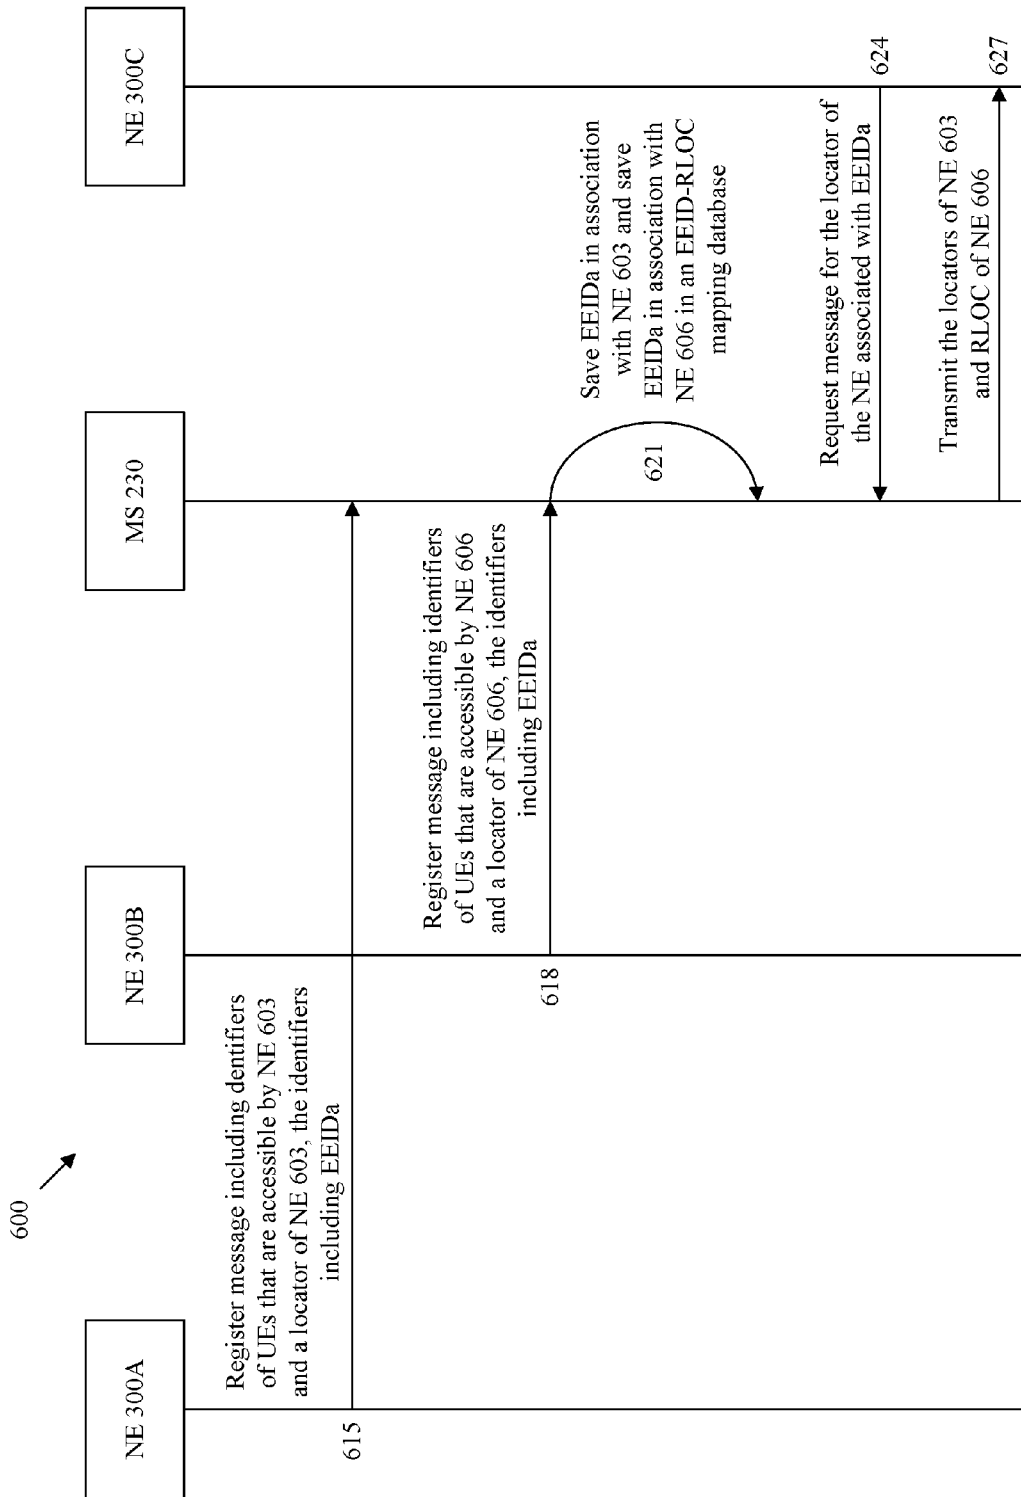 600
NE 300A
NE 300B
MS 230
NE 300C
Register message including dentifiers
of UEs that are accessible by NE 603
and a locator of NE 603, the identifiers
including EEIDa
615
Register message including identifiers
of UEs that are accessible by NE 606
and a locator of NE 606, the identifiers
including EEIDa
618
Save EEIDa in association
with NE 603 and save
EEIDa in association with
NE 606 in an EEID-RLOC
mapping database
621
Request message for the locator of
the NE associated with EEIDa
624
Transmit the locators of NE 603
and RLOC of NE 606
627